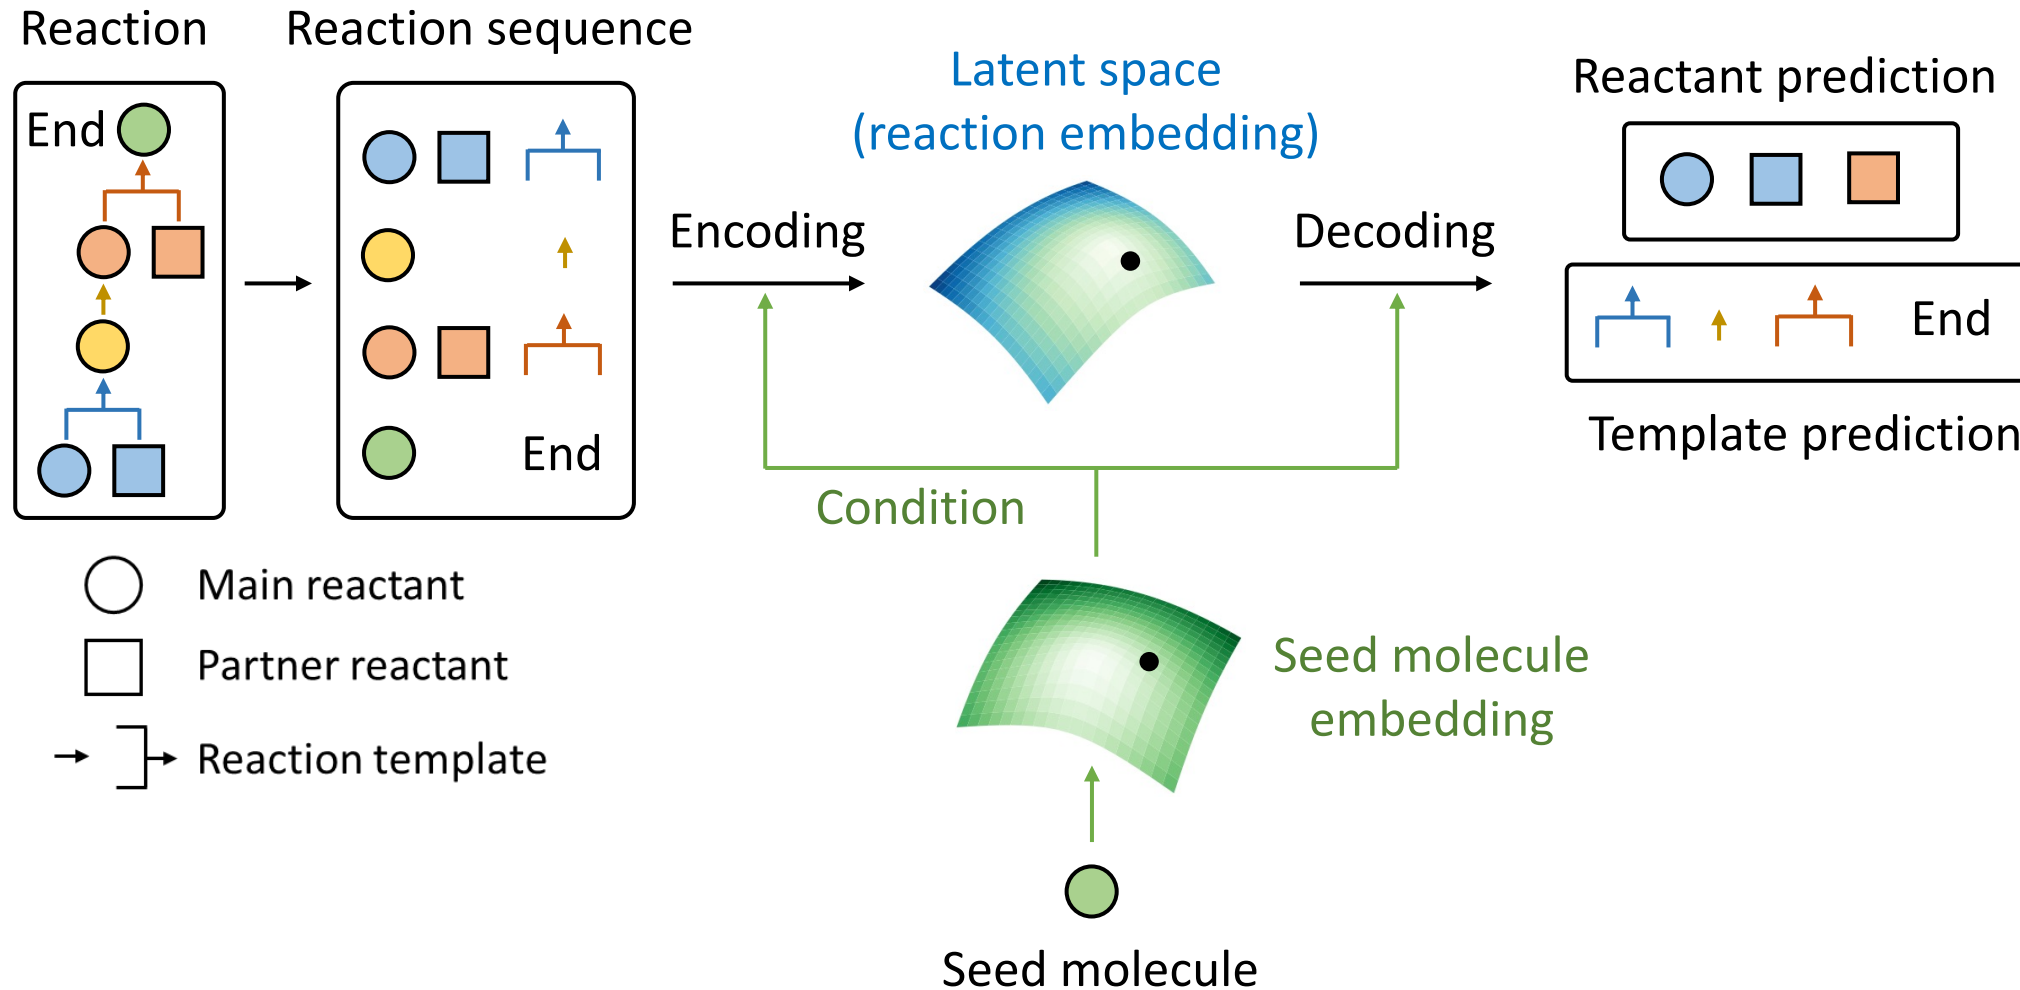 Reaction
End
Reaction sequence
End
Encoding
Latent space
(reaction embedding)
Decoding
Reactant prediction
End
Template prediction
Condition
Main reactant
Partner reactant
Reaction template
Seed molecule
embedding
Seed molecule